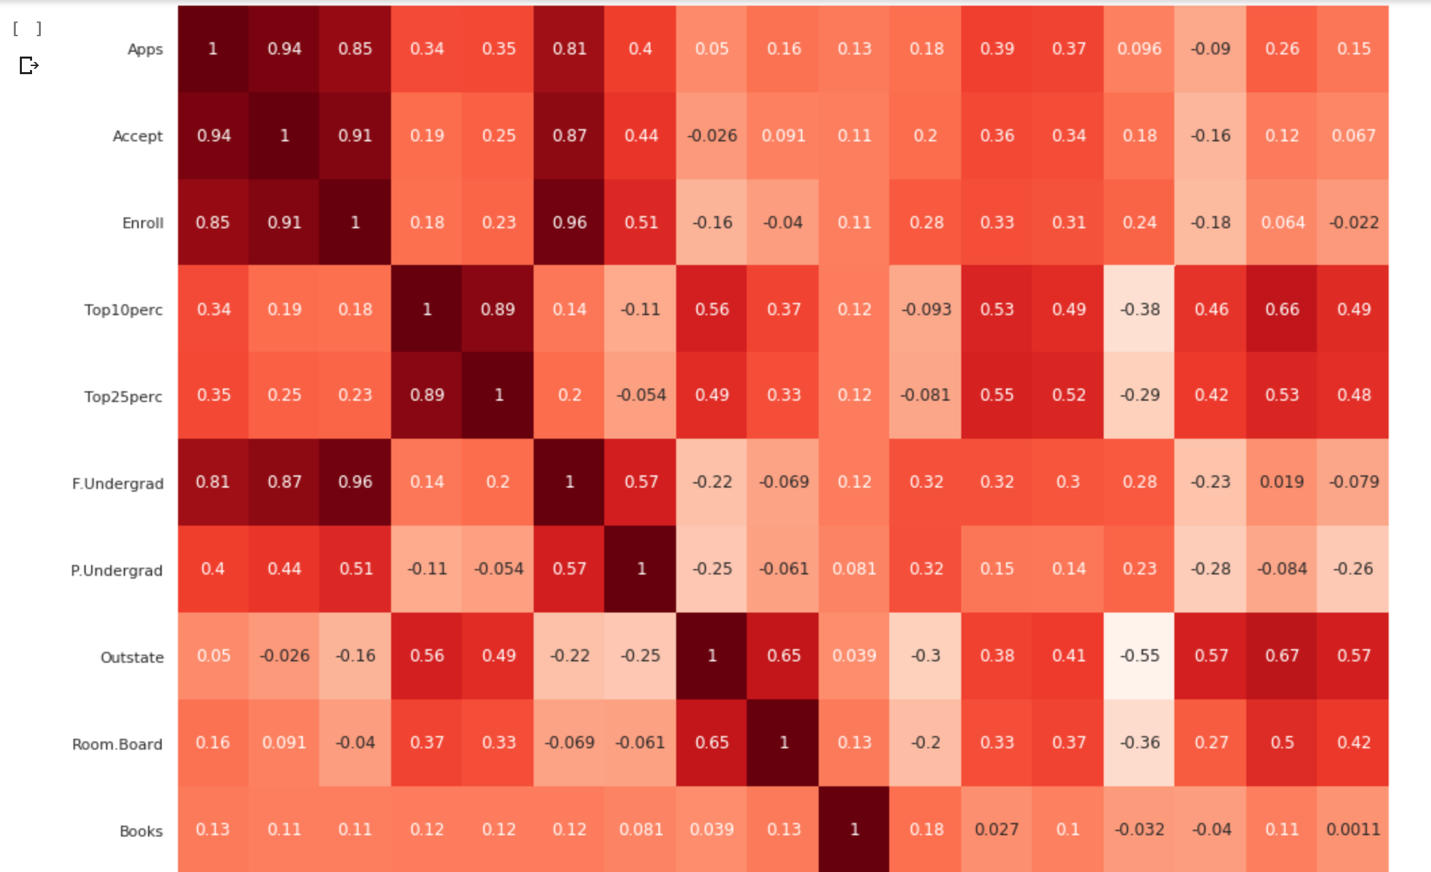 [ ]
Apps 1 0.94 0.85 0.34 0.35 0.81 0.4 0.05 0.16 0.13 0.18 0.39 0.37 0.096 -0.09 0.26 0.15
Accept 0.94 1 0.91 0.19 0.25 0.87 0.44 -0.026 0.091 0.11 0.2 0.36 0.34 0.18 -0.16 0.12 0.067
Enroll 0.85 0.91 1 0.18 0.23 0.96 0.51 -0.16 -0.04 0.11 0.28 0.33 0.31 0.24 -0.18 0.064 -0.022
Top10perc 0.34 0.19 0.18 1 0.89 0.14 -0.11 0.56 0.37 0.12 -0.093 0.53 0.49 -0.38 0.46 0.66 0.49
Top25perc 0.35 0.25 0.23 0.89 1 0.2 -0.054 0.49 0.33 0.12 -0.081 0.55 0.52 -0.29 0.42 0.53 0.48
F.Undergrad 0.81 0.87 0.96 0.14 0.2 1 0.57 -0.22 -0.069 0.12 0.32 0.32 0.3 0.28 -0.23 0.019 -0.079
P.Undergrad 0.4 0.44 0.51 -0.11 -0.054 0.57 1 -0.25 -0.061 0.081 0.32 0.15 0.14 0.23 -0.28 -0.084 -0.26
Outstate 0.05 -0.026 -0.16 0.56 0.49 -0.22 -0.25 1 0.65 0.039 -0.3 0.38 0.41 -0.55 0.57 0.67 0.57
Room.Board 0.16 0.091 -0.04 0.37 0.33 -0.069 -0.061 0.65 1 0.13 -0.2 0.33 0.37 -0.36 0.27 0.5 0.42
Books 0.13 0.11 0.11 0.12 0.12 0.12 0.081 0.039 0.13 1 0.18 0.027 0.1 -0.032 -0.04 0.11 0.0011